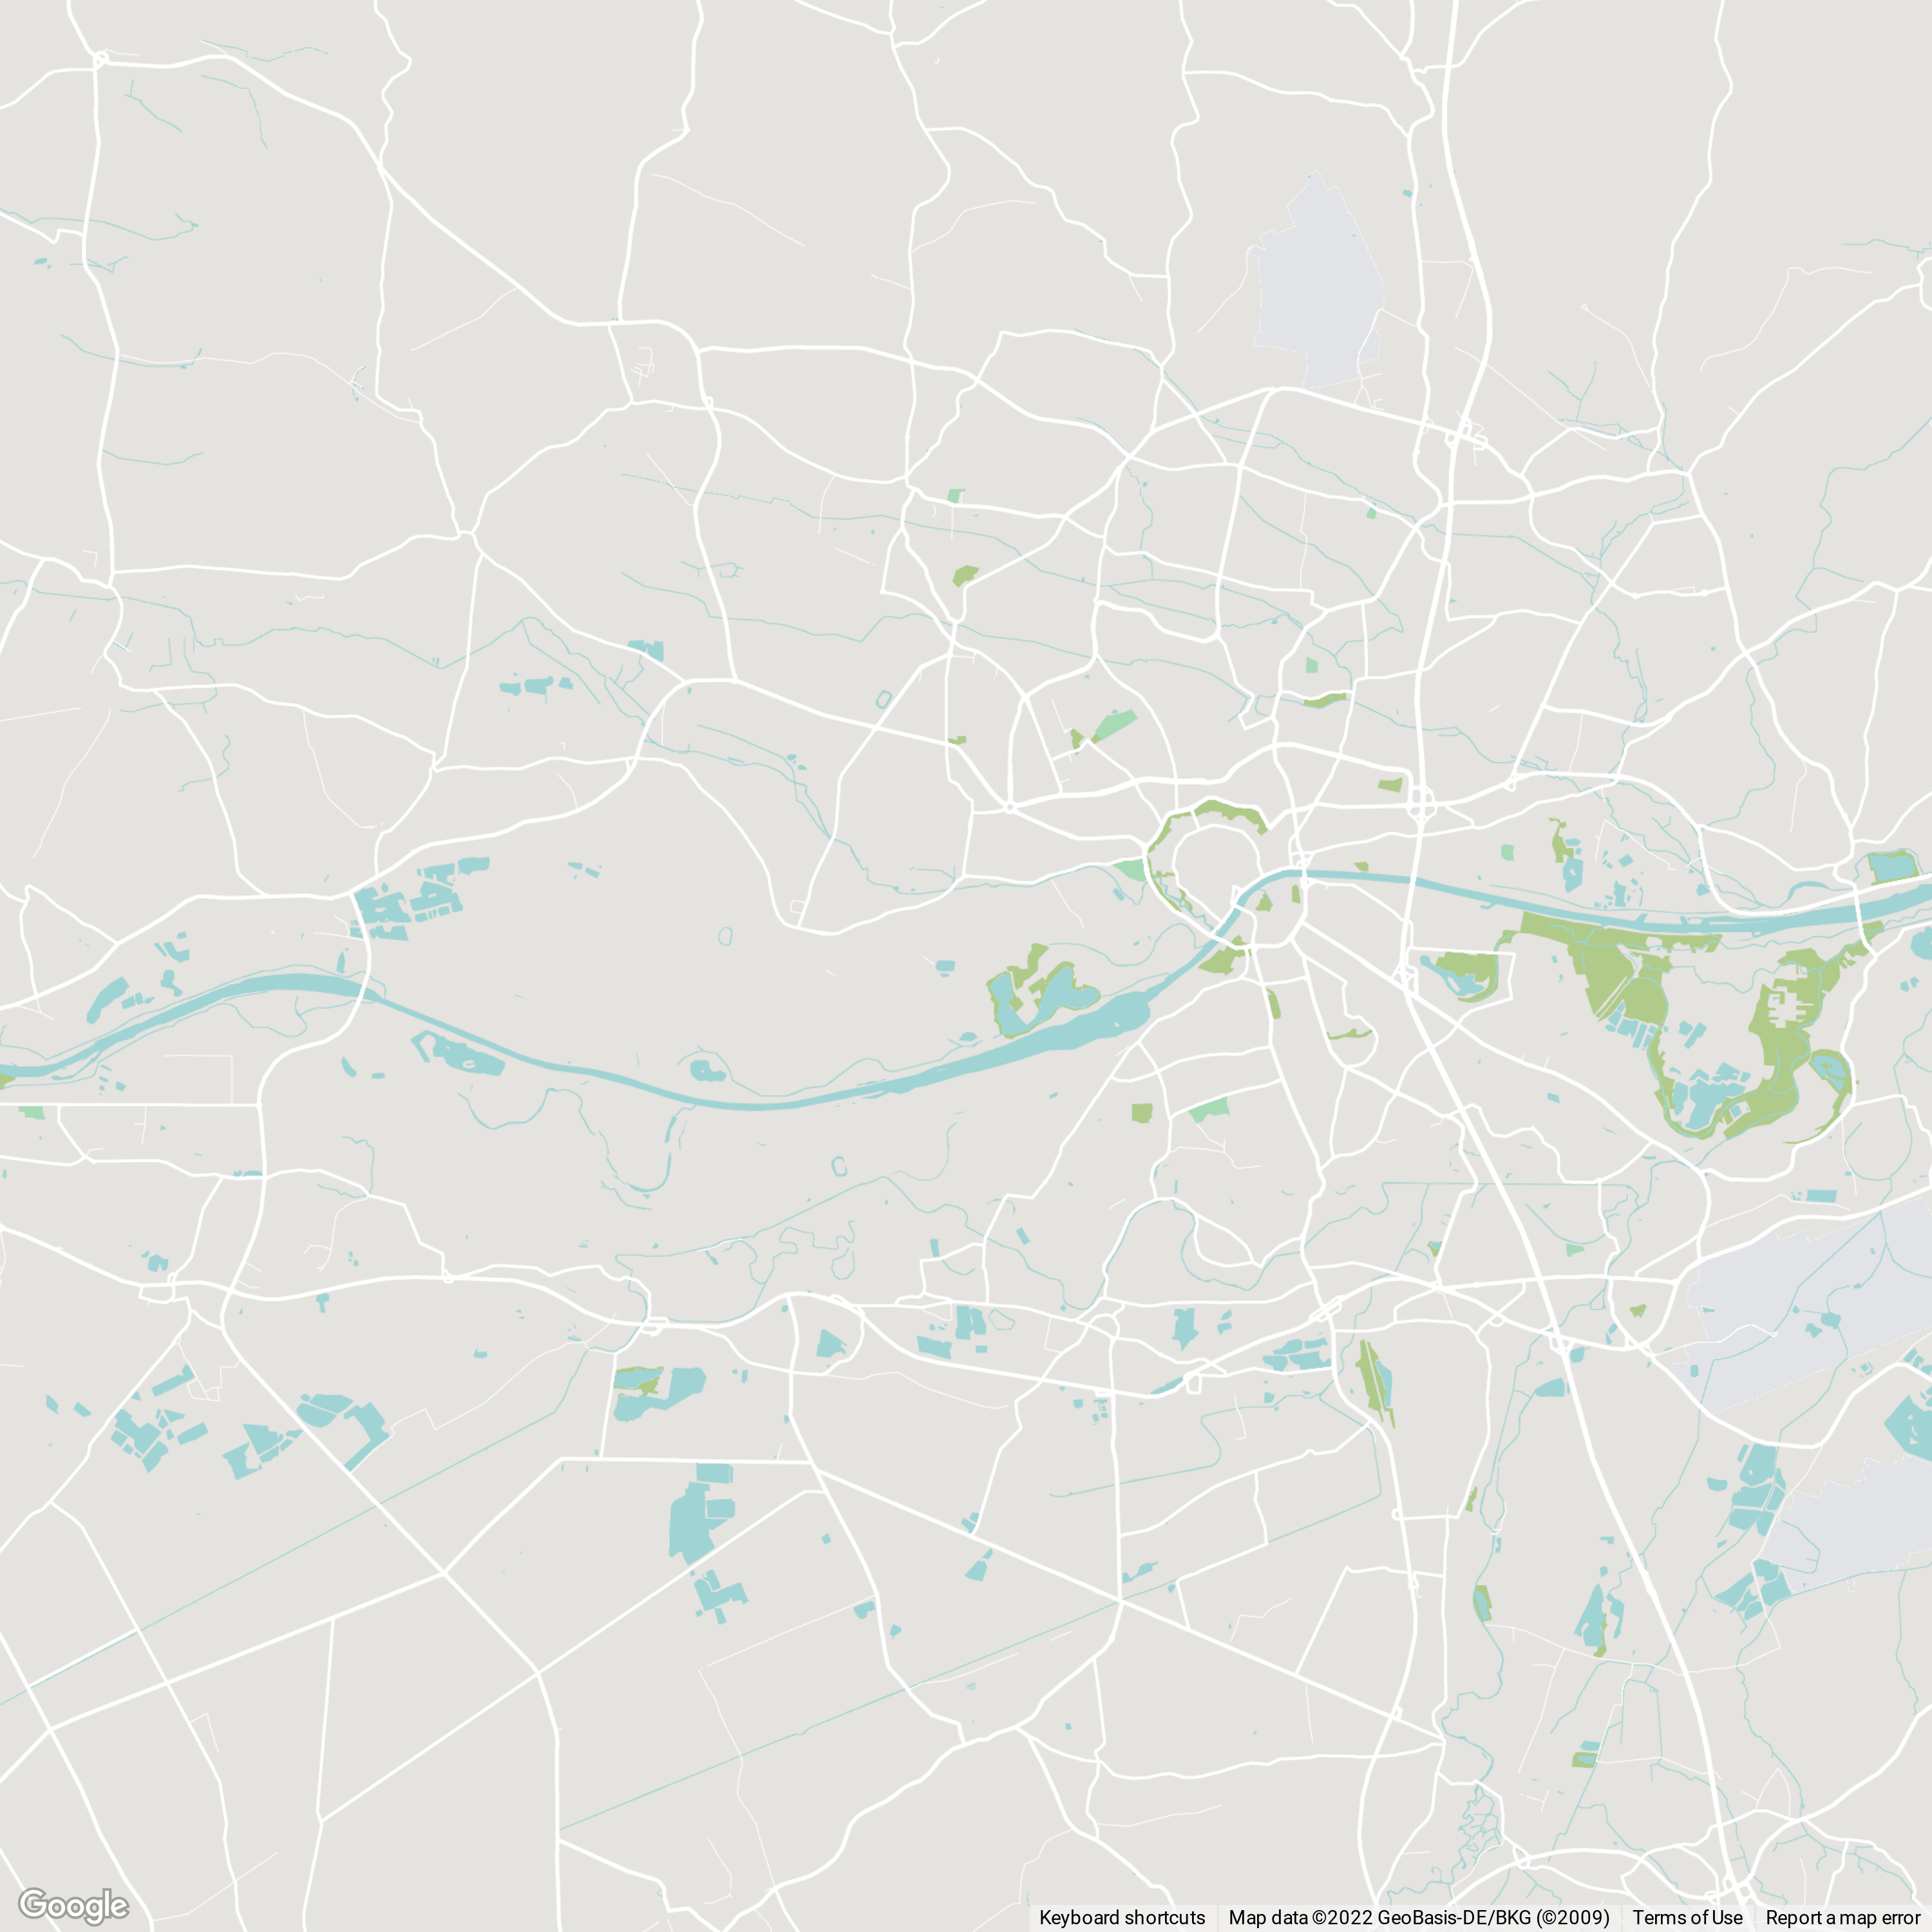 Google
Keyboard shortcuts
Map data ©2022 GeoBasis-DE/BKG (©2009)
Terms of Use
Report a map error